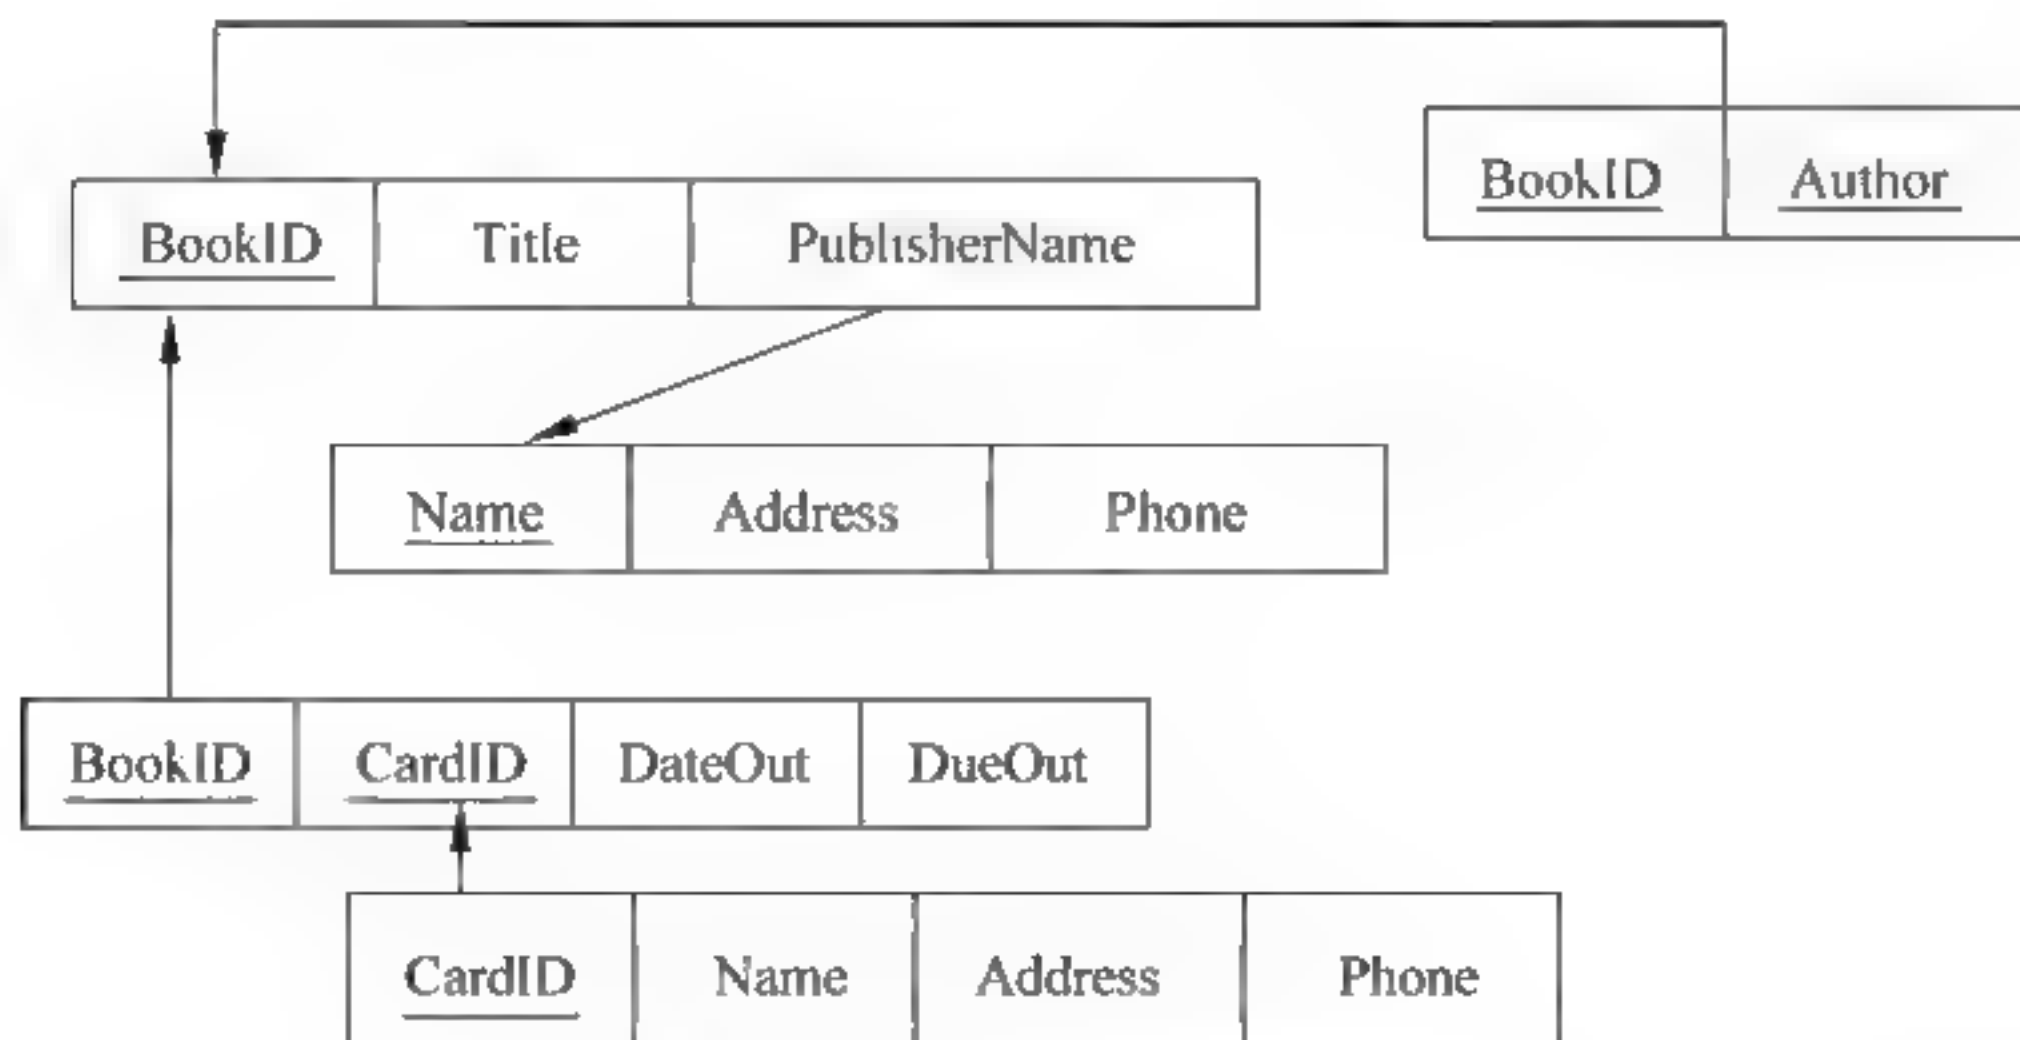 BookID Author
BookID Title PublisherName
Name Address Phone
BookID CardID DateOut DueOut
CardID Name Address Phone